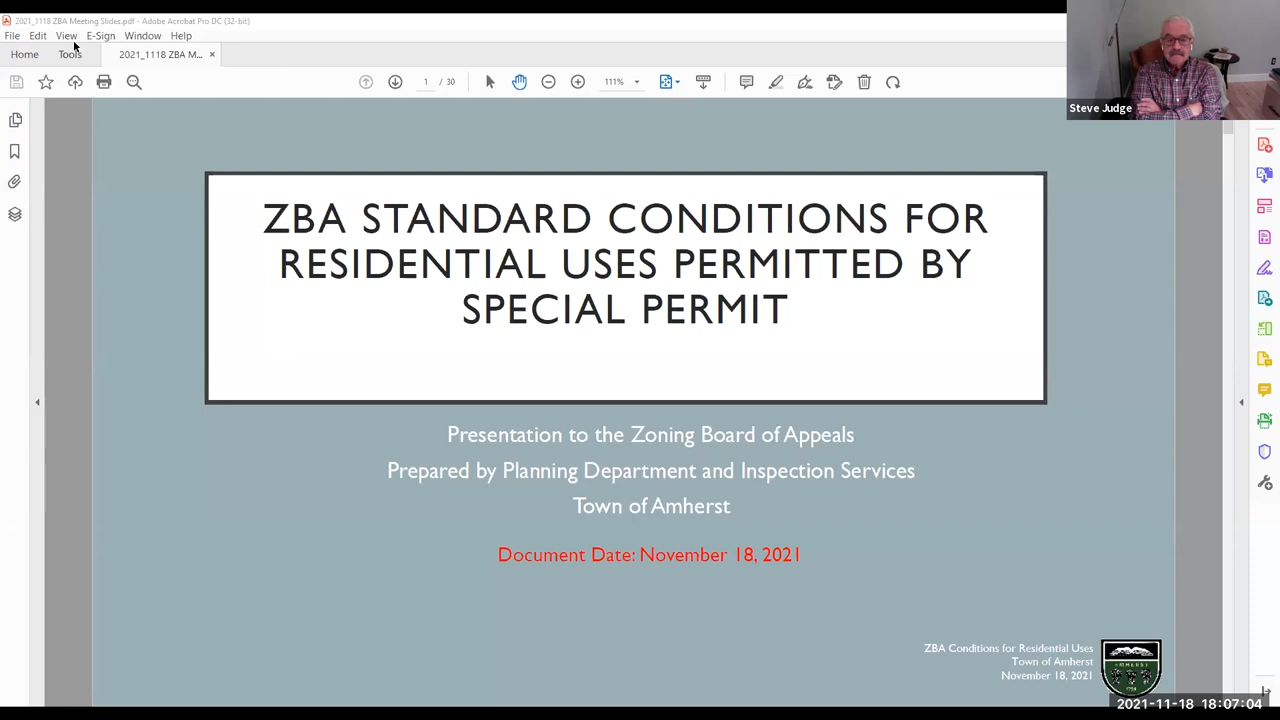 2021_1118 ZBA Meeting Slides.pdf - Adobe Acrobat Pro DC (32-bit)
File Edit View E-Sign Window Help
Home Tools 2021_1118 ZBA M... ×
1 / 30 111%
Steve Judge
ZBA STANDARD CONDITIONS FOR
RESIDENTIAL USES PERMITTED BY
SPECIAL PERMIT
Presentation to the Zoning Board of Appeals
Prepared by Planning Department and Inspection Services
Town of Amherst
Document Date: November 18, 2021
ZBA Conditions for Residential Uses
Town of Amherst
November 18, 2021
AMHERST
2021-11-18 18:07:04